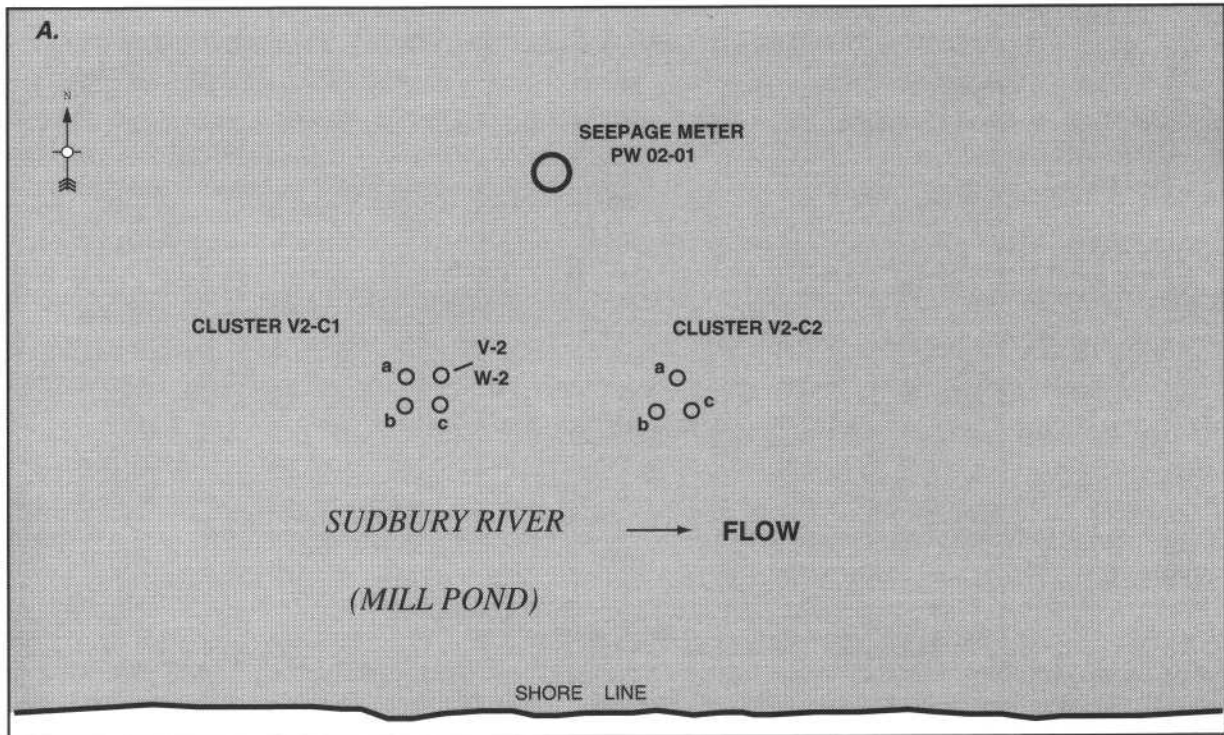 A.
N
SEEPAGE METER
PW 02-01
CLUSTER V2-C1
CLUSTER V2-C2
V-2
a
W-2
a
b
c
b
c
SUDBURY RIVER
FLOW
(MILL POND)
SHORE LINE